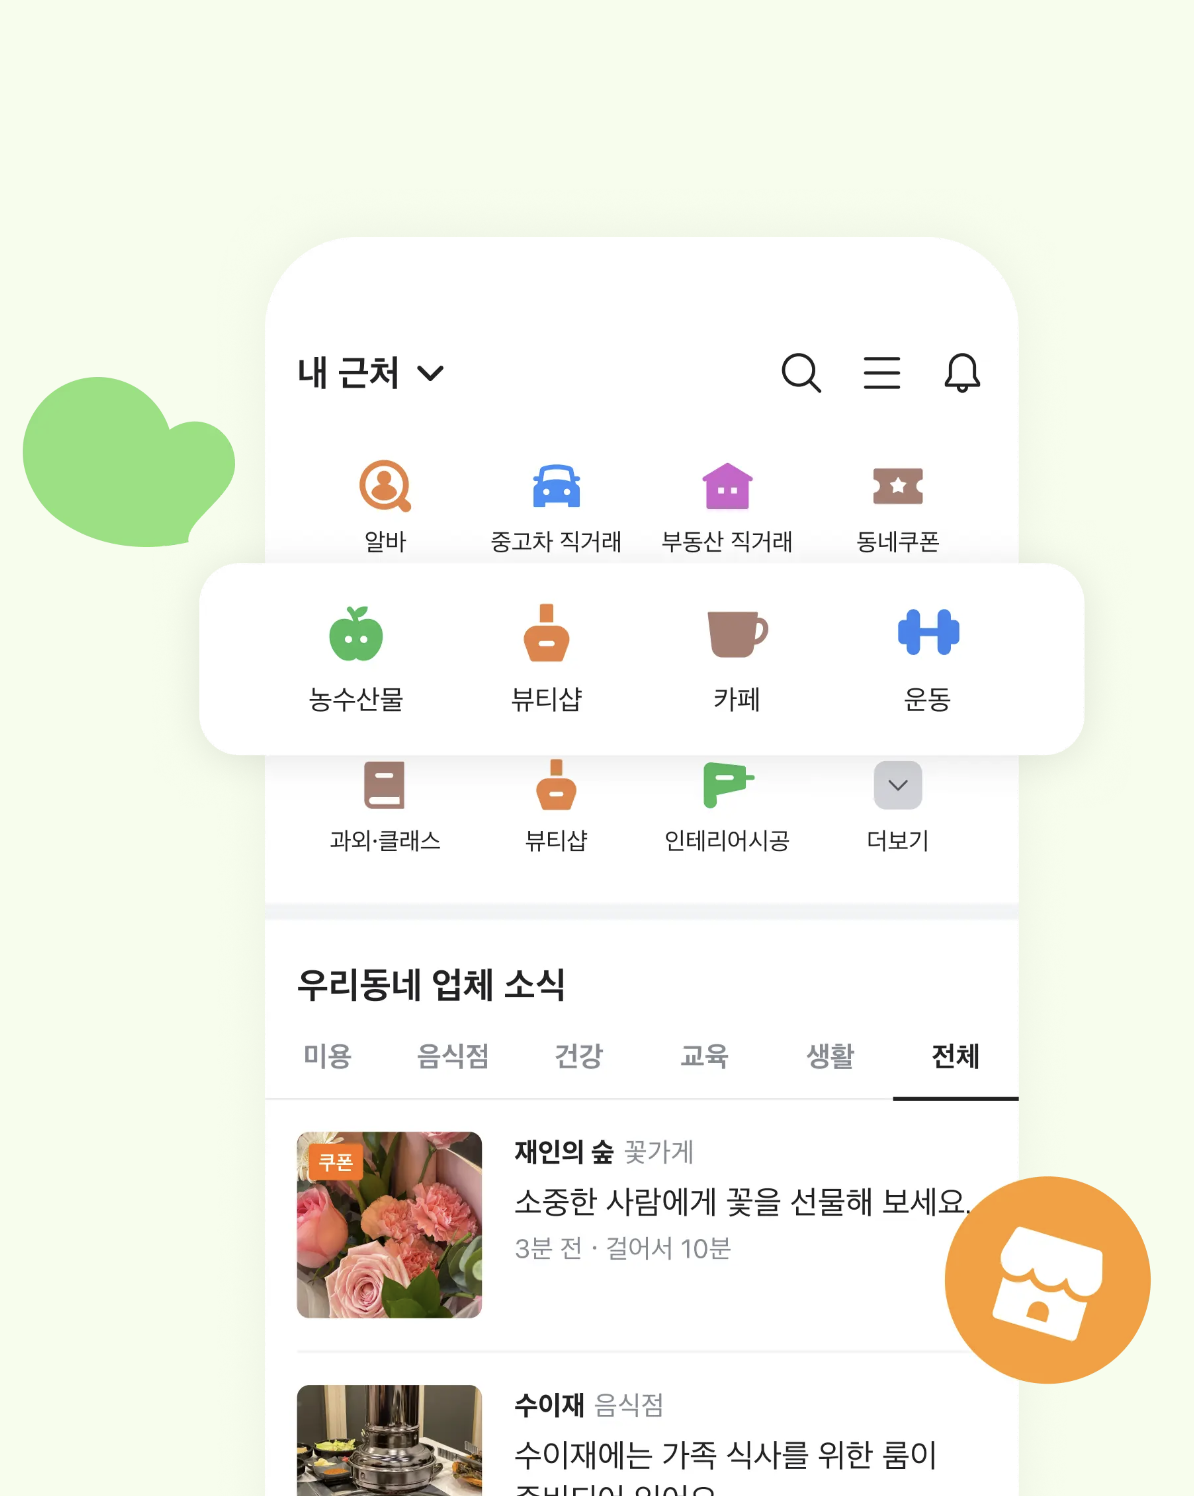 내 근처
알바
중고차 직거래
부동산 직거래
동네쿠폰
농수산물
뷰티샵
카페
운동
과외·클래스
뷰티샵
인테리어시공
더보기
우리동네 업체 소식
미용 음식점 건강 교육 생활 전체
쿠폰
재인의 숲 꽃가게
소중한 사람에게 꽃을 선물해 보세요.
3분 전 · 걸어서 10분
수이재 음식점
수이재에는 가족 식사를 위한 룸이